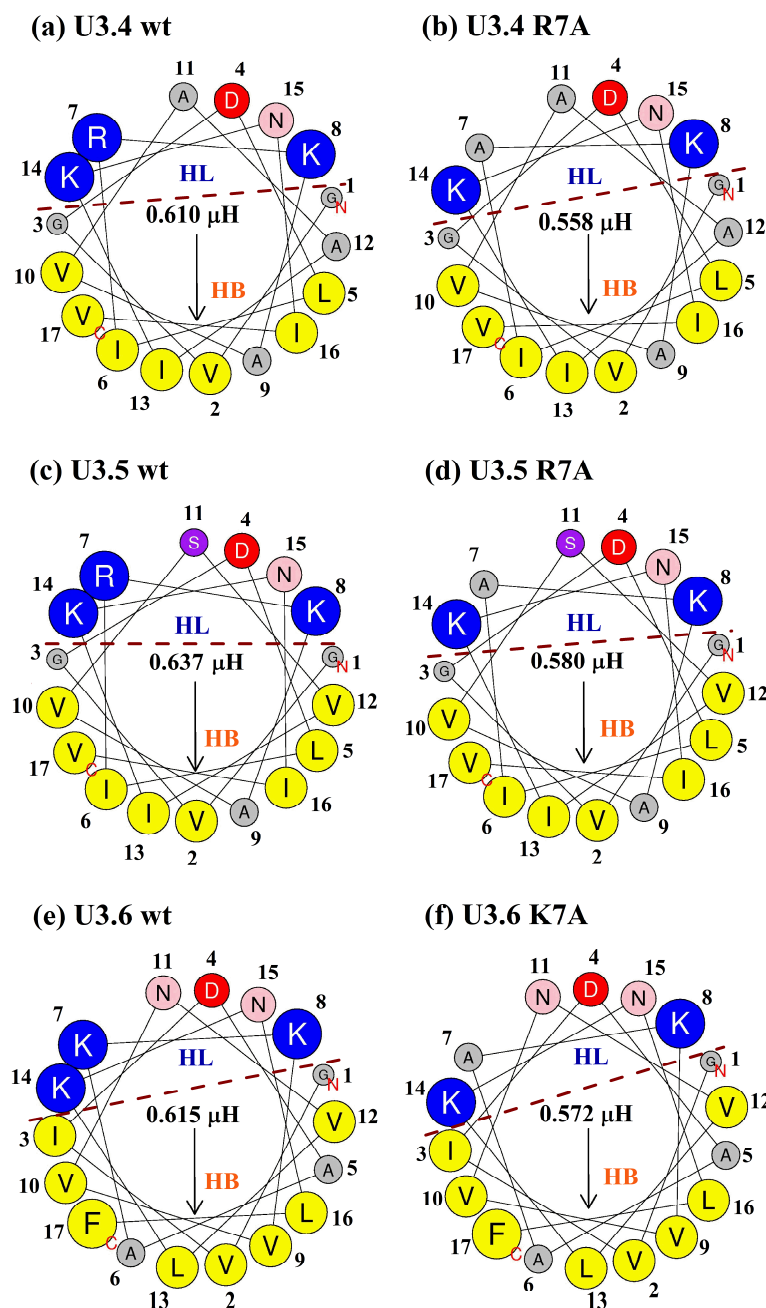 (a) U3.4 wt
11 4 15
A D N
7 8
R K
14 K HL
G 1
N
3 G 0.610 μH
A 12
10 V HB L 5
V I
17 C 16
I I V A
6 13 2 9
(b) U3.4 R7A
11 4 15
A D N
7 8
A K
14 K HL
G 1
N
3 G 0.558 μH
A 12
10 V HB L 5
V I
17 C 16
I I V A
6 13 2 9
(c) U3.5 wt
11 4 15
S D N
7 8
R K
14 K HL
3 G 0.637 μH G 1
N
10 V HB V 12
V L 5
17 C
I I V A I
6 13 2 9 16
(d) U3.5 R7A
11 4 15
S D N
7 8
A K
14 K HL
G 1
N
3 G 0.580 μH
V 12
10 V HB L 5
V I
17 C 16
I I V A
6 13 2 9
(e) U3.6 wt
11 4 15
N D N
7 8
K K
14 K HL G 1
N
3 I 0.615 μH V 12
10 V HB A 5
17 F L 16
C
A L V V
6 13 2 9
(f) U3.6 K7A
11 4 15
N D N
7 8
A K
14 K HL G 1
N
3 I 0.572 μH V 12
10 V HB A 5
17 F L 16
C
A L V V
6 13 2 9